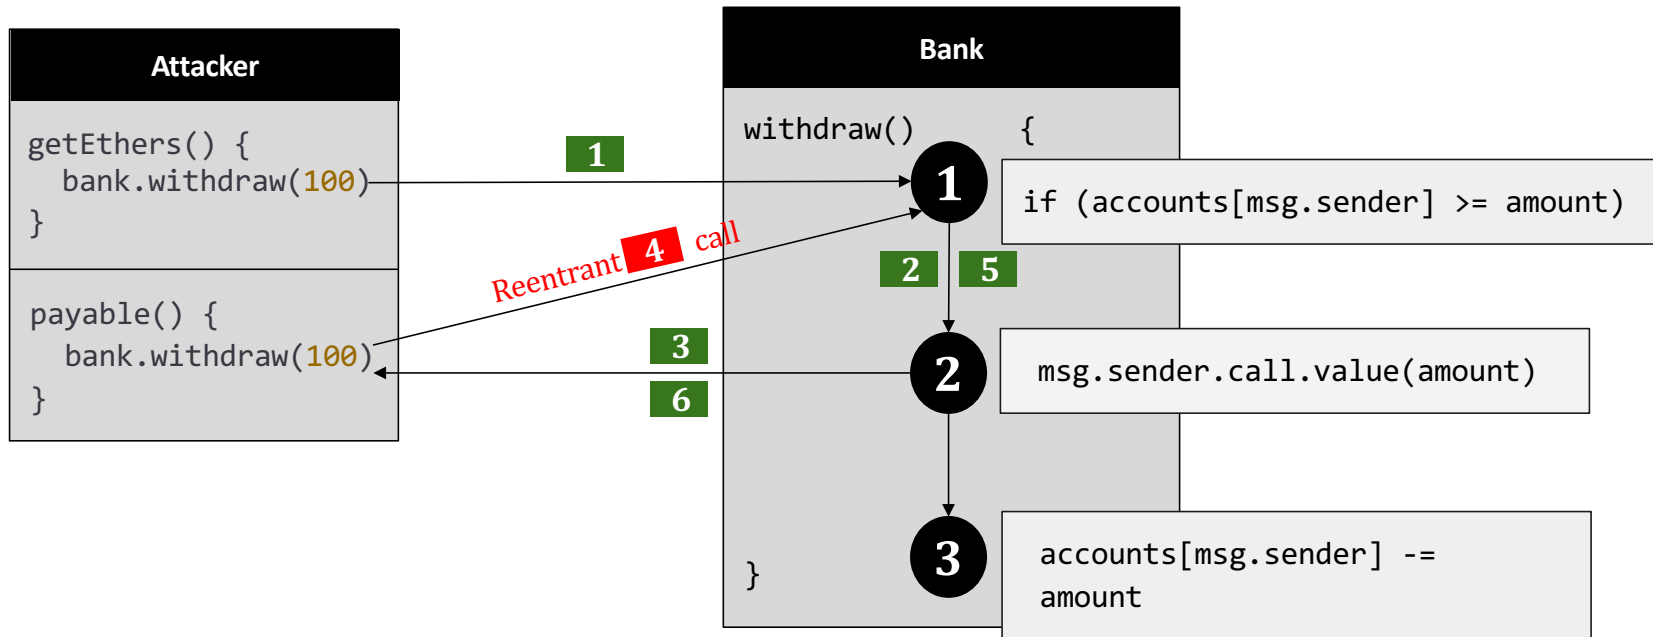 Attacker
getEthers() {
bank.withdraw(100)
}
payable() {
bank.withdraw(100)
}
1
Reentrant 4 call
3
6
Bank
withdraw() {
1
2 5
2
3
}
if (accounts[msg.sender] >= amount)
msg.sender.call.value(amount)
accounts[msg.sender] -=
amount